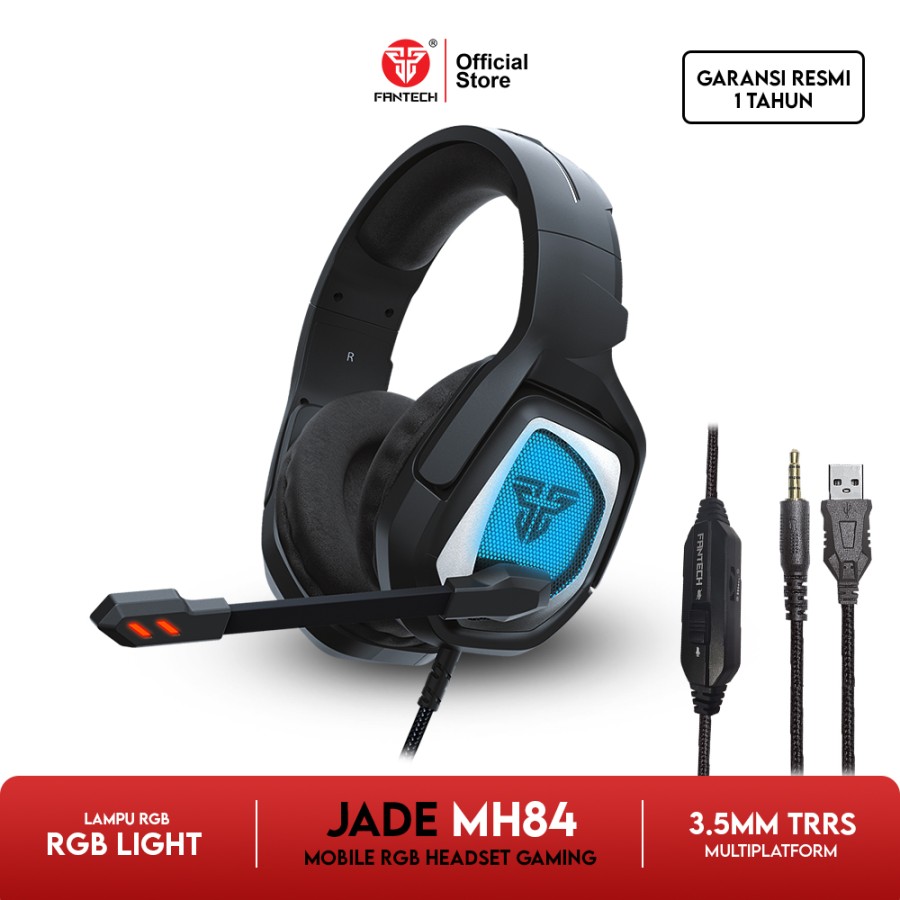 FANTECH
®
Official
Store
GARANSI RESMI
1 TAHUN
R
FANTECH
LAMPU RGB
RGB LIGHT
JADE MH84
MOBILE RGB HEADSET GAMING
3.5MM TRRS
MULTIPLATFORM